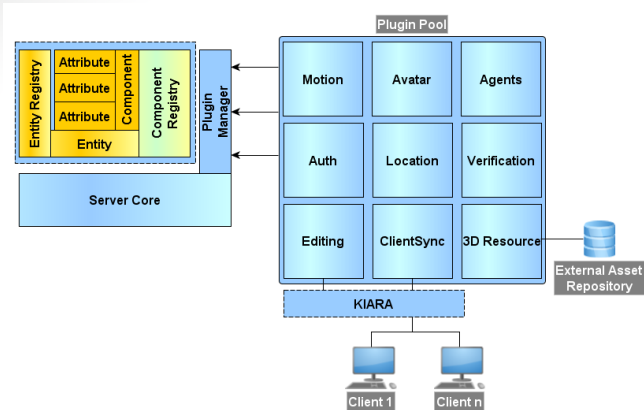 Plugin Pool
Entity Registry
Attribute
Attribute
Attribute
Component
Entity
Component
Registry
Plugin
Manager
Server Core
Motion
Avatar
Agents
Auth
Location
Verification
Editing
ClientSync
3D Resource
External Asset
Repository
KIARA
Client 1
Client n